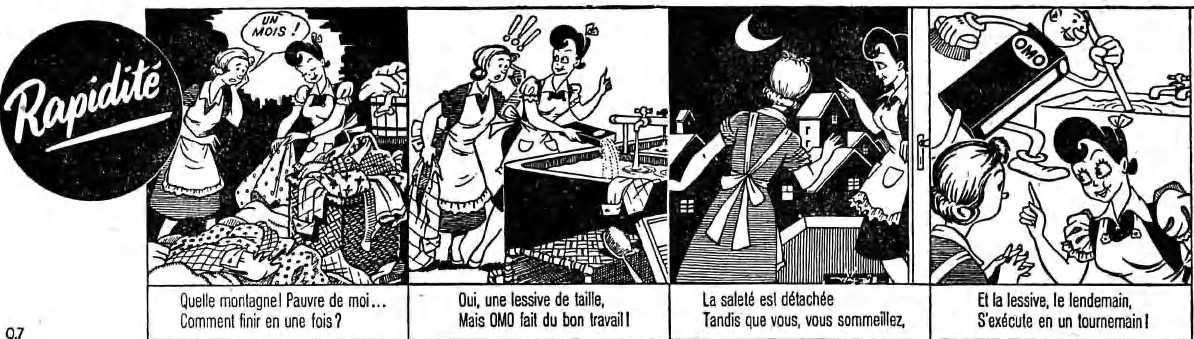 Rapidité
UN
MOIS !
!!!
OMO
Quelle montagne! Pauvre de moi...
Comment finir en une fois?
Oui, une lessive de taille,
Mais OMO fait du bon travail!
La saleté est détachée
Tandis que vous, vous sommeillez,
Et la lessive, le lendemain,
S'exécute en un tournemain!
0.7